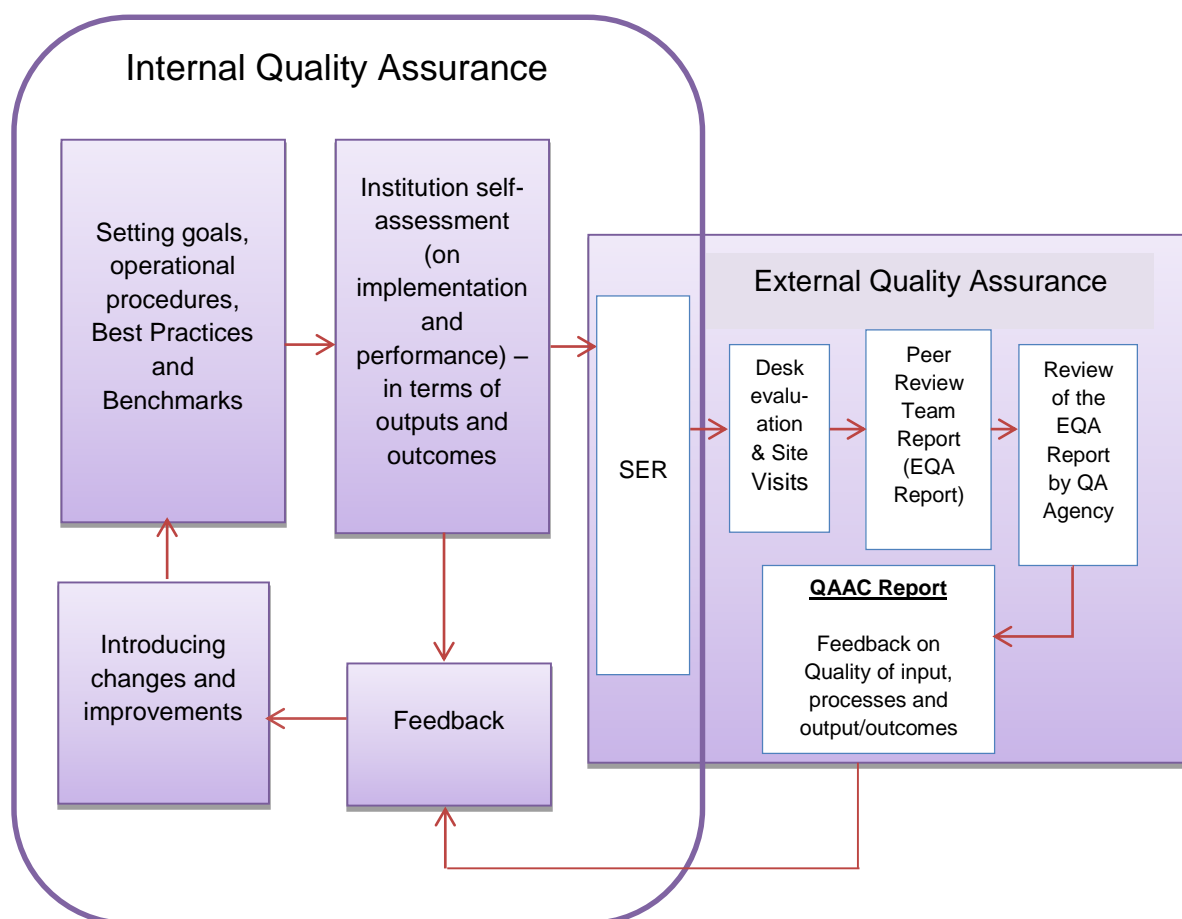 Internal Quality Assurance
Setting goals,
operational
procedures,
Best Practices
and
Benchmarks
Institution self-
assessment
(on
implementation
and
performance) –
in terms of
outputs and
outcomes
External Quality Assurance
SER
Desk
evalu-
ation
& Site
Visits
Peer
Review
Team
Report
(EQA
Report)
Review
of the
EQA
Report
by QA
Agency
QAAC Report
Feedback on
Quality of input,
processes and
output/outcomes
Introducing
changes and
improvements
Feedback